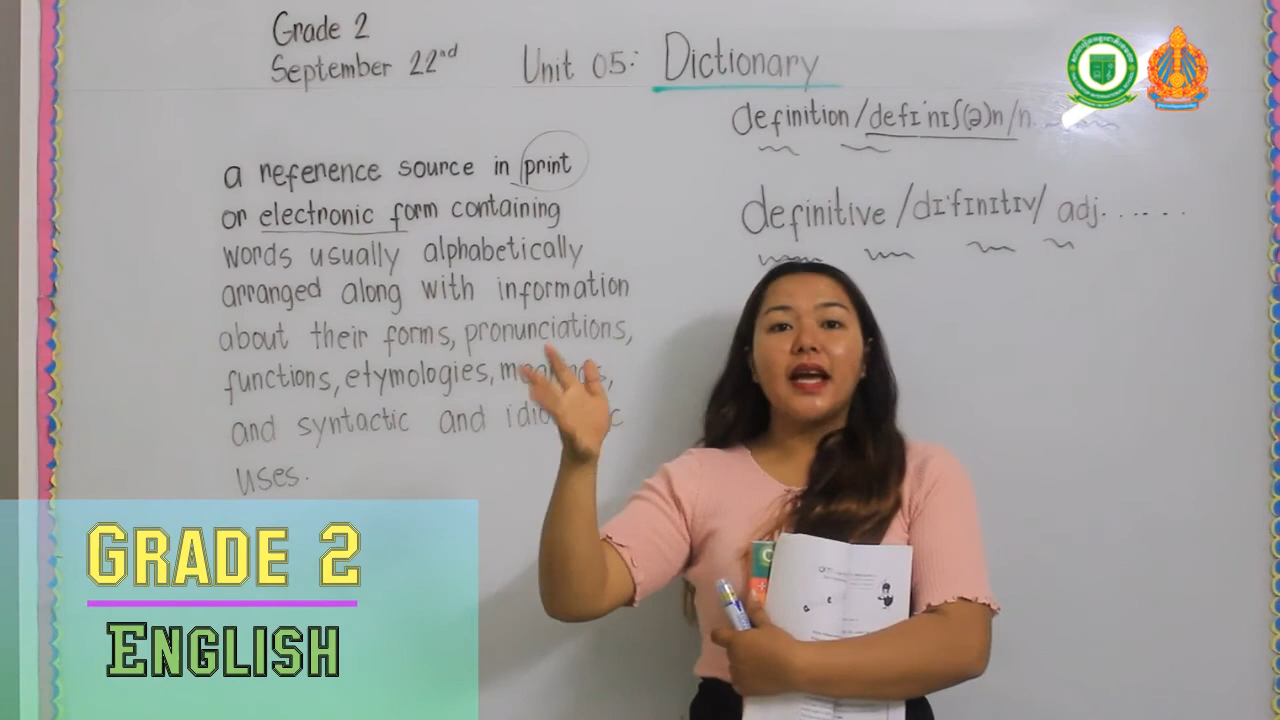 Grade 2
September 22nd
Unit 05: Dictionary
a reference source in print
or electronic form containing
words usually alphabetically
arranged along with information
about their forms, pronunciations,
functions, etymologies,
and syntactic and
uses.
definition /defɪˈnɪʃ(ə)n/ n.
definitive /dɪˈfɪnɪtɪv/ adj.......
GRADE 2
ENGLISH